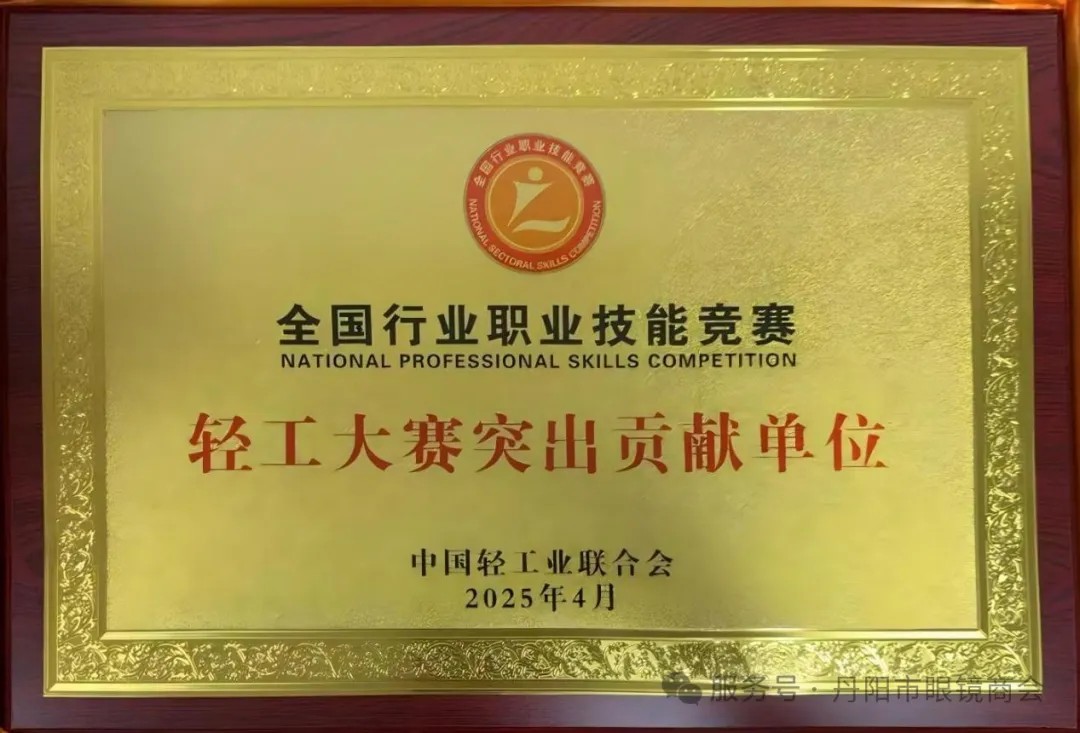 全国行业职业技能竞赛
NATIONAL SECTORAL SKILLS COMPETITION
全国行业职业技能竞赛
NATIONAL PROFESSIONAL SKILLS COMPETITION
轻工大赛突出贡献单位
中国轻工业联合会
2025年4月
服务号·丹阳市眼镜商会